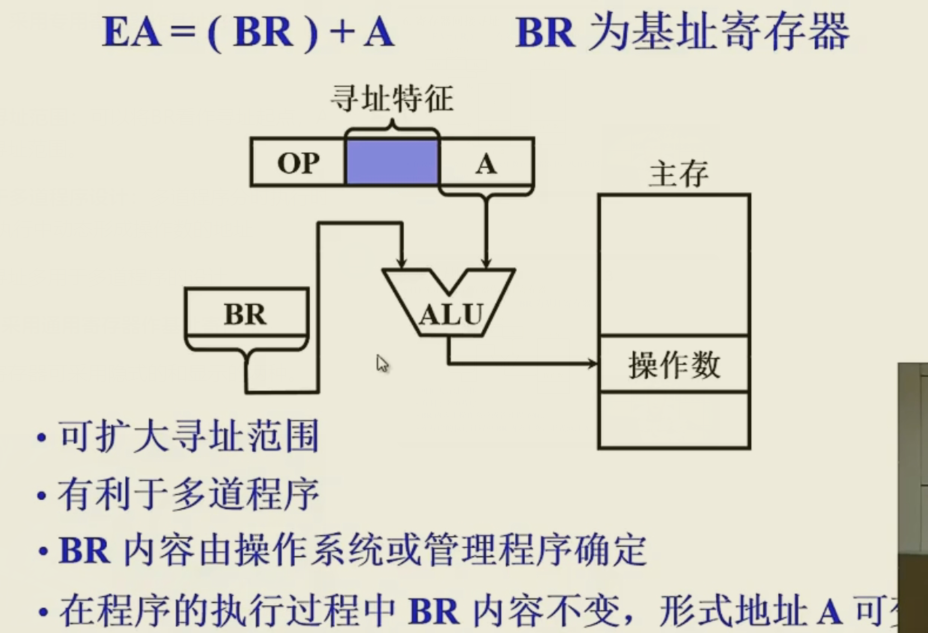 EA = ( BR ) + A BR 为基址寄存器
寻址特征
OP A
主存
BR
ALU
操作数
• 可扩大寻址范围
• 有利于多道程序
• BR 内容由操作系统或管理程序确定
• 在程序的执行过程中 BR 内容不变，形式地址 A 可